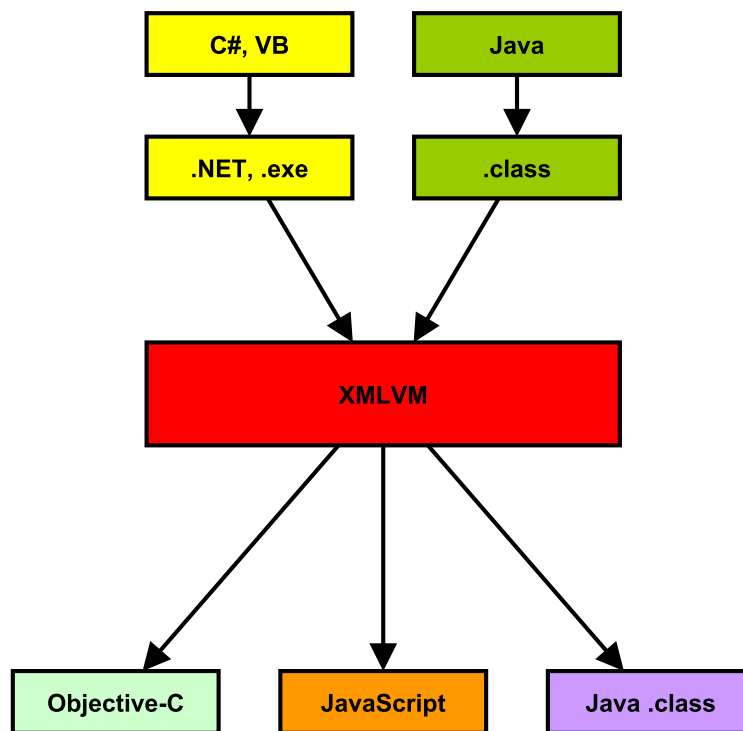 C#, VB
Java
.NET, .exe
.class
XMLVM
Objective-C
JavaScript
Java .class